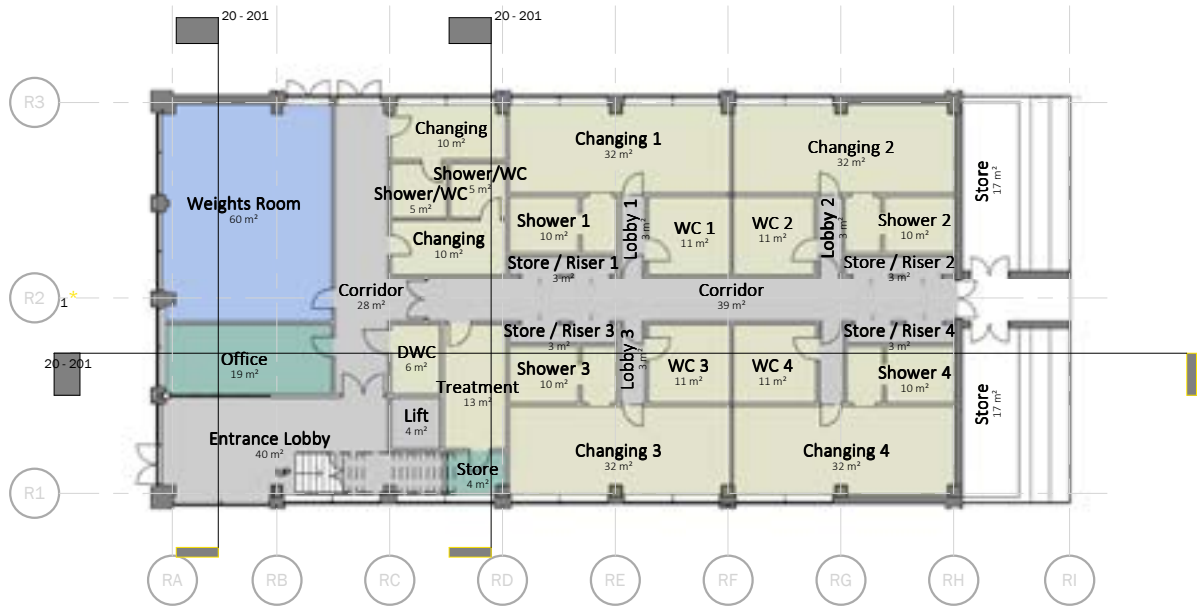 20 - 201
20 - 201
R3
Changing
10 m²
Changing 1
32 m²
Changing 2
32 m²
Shower/WC
5 m²
Shower/WC
5 m²
Store
17 m²
Weights Room
60 m²
Lobby 1
3 m²
Lobby 2
3 m²
Shower 1
10 m²
WC 1
11 m²
WC 2
11 m²
Shower 2
10 m²
Changing
10 m²
Store / Riser 1
3 m²
Store / Riser 2
3 m²
R2
1*
Corridor
28 m²
Corridor
39 m²
Store / Riser 3
3 m²
Store / Riser 4
3 m²
20 - 201
Office
19 m²
DWC
6 m²
Lobby 3
3 m²
Shower 3
10 m²
WC 3
11 m²
WC 4
11 m²
Shower 4
10 m²
Treatment
13 m²
Store
17 m²
Lift
4 m²
Entrance Lobby
40 m²
Changing 3
32 m²
Changing 4
32 m²
Store
4 m²
R1
RA
RB
RC
RD
RE
RF
RG
RH
RI